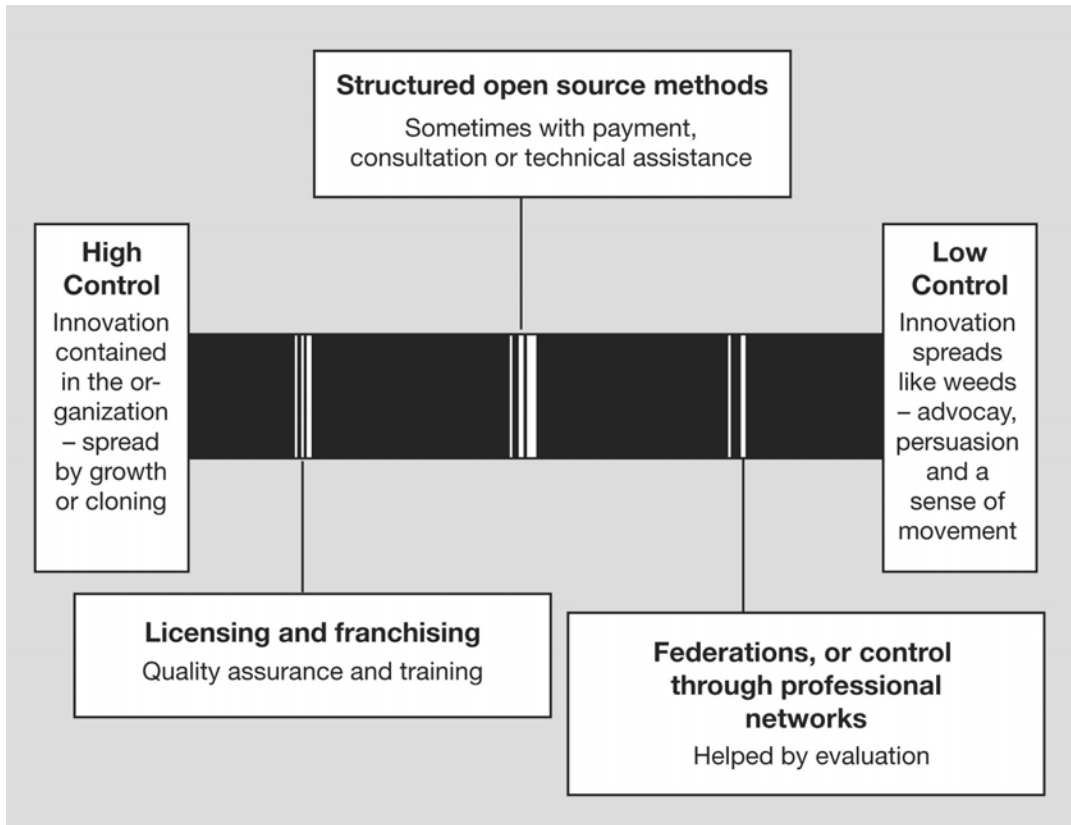 Structured open source methods
Sometimes with payment,
consultation or technical assistance
High
Control
Innovation
contained
in the or-
ganization
– spread
by growth
or cloning
Low
Control
Innovation
spreads
like weeds
– advocay,
persuasion
and a
sense of
movement
Licensing and franchising
Quality assurance and training
Federations, or control
through professional
networks
Helped by evaluation